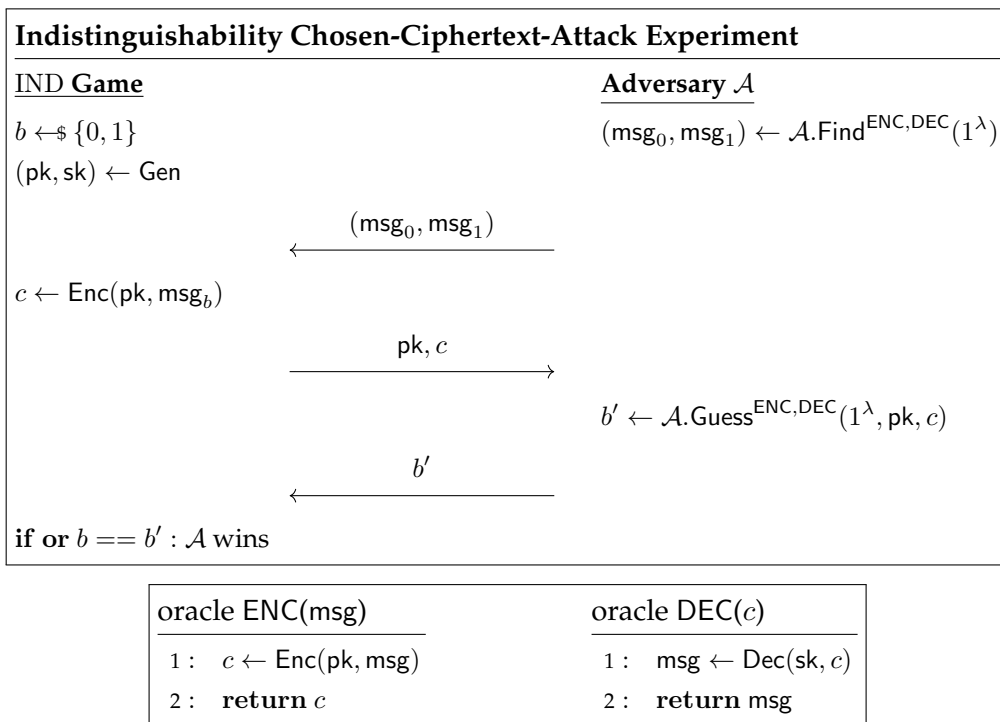 Indistinguishability Chosen-Ciphertext-Attack Experiment
IND Game Adversary 𝒜
b ←$ {0, 1} (msg₀, msg₁) ← 𝒜.Find^ENC,DEC(1^λ)
(pk, sk) ← Gen
(msg₀, msg₁)
c ← Enc(pk, msg_b)
pk, c
b′ ← 𝒜.Guess^ENC,DEC(1^λ, pk, c)
b′
if or b == b′ : 𝒜 wins
oracle ENC(msg) oracle DEC(c)
1 : c ← Enc(pk, msg) 1 : msg ← Dec(sk, c)
2 : return c 2 : return msg